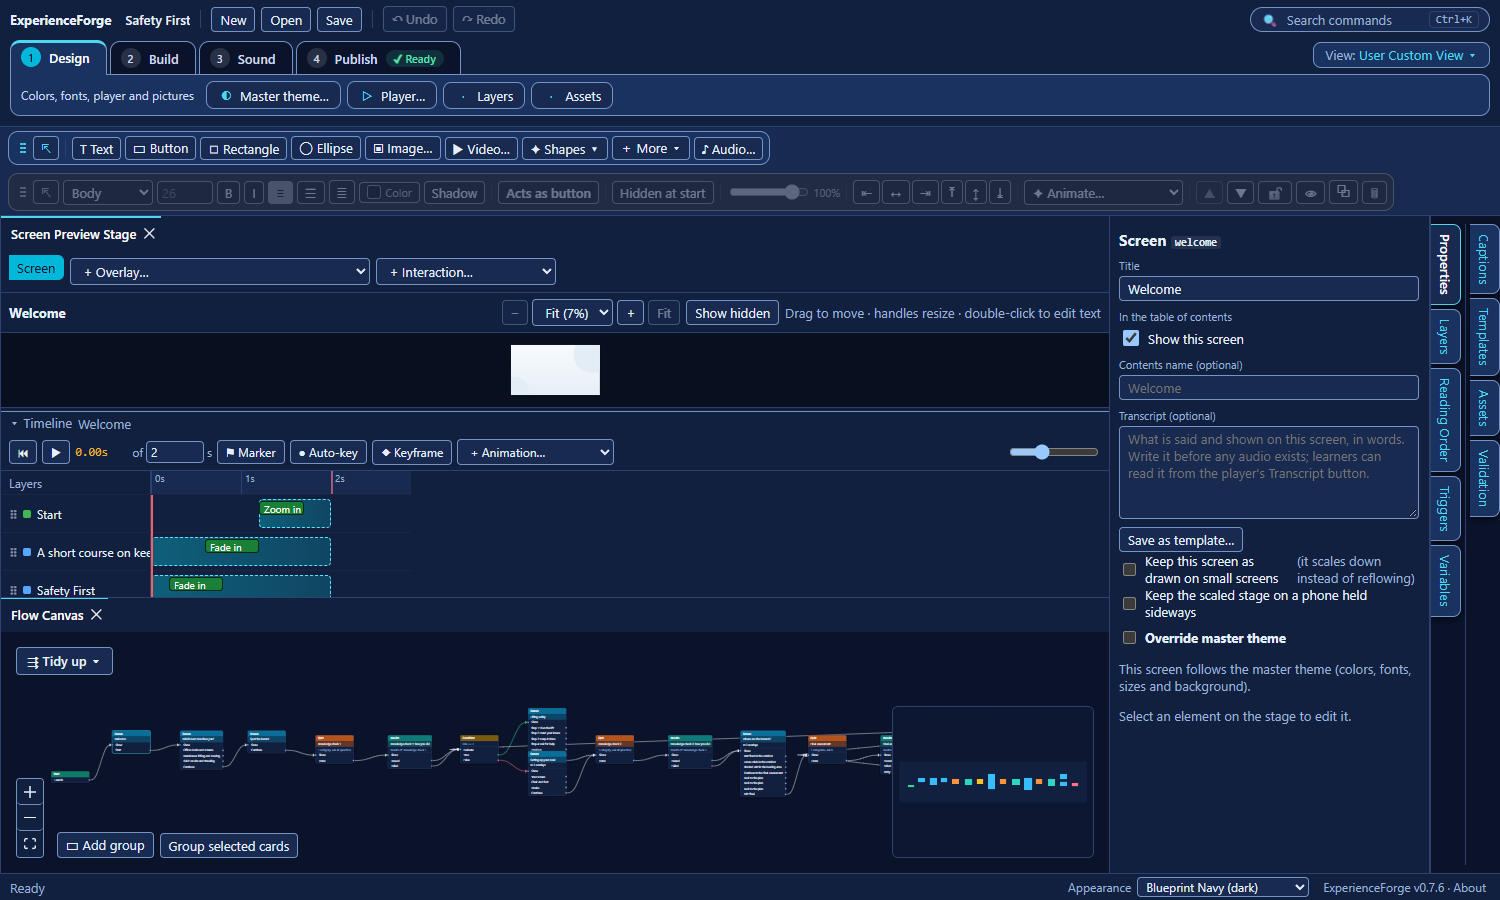 ExperienceForge Safety First New Open Save Undo Redo Search commands Ctrl+K
1 Design 2 Build 3 Sound 4 Publish ✓ Ready View: User Custom View
Colors, fonts, player and pictures Master theme... Player... Layers Assets
T Text Button Rectangle Ellipse Image... Video... Shapes + More Audio...
Body 26 B I Color Shadow Acts as button Hidden at start 100% Animate...
Screen Preview Stage
Screen + Overlay... + Interaction...
Welcome − Fit (7%) + Fit Show hidden Drag to move · handles resize · double-click to edit text
Timeline Welcome
0.00s of 2 s Marker Auto-key Keyframe + Animation...
Layers 0s 1s 2s
Start Zoom in
A short course on kee Fade in
Safety First Fade in
Flow Canvas
Tidy up
Add group Group selected cards
Screen welcome
Title
Welcome
In the table of contents
Show this screen
Contents name (optional)
Welcome
Transcript (optional)
What is said and shown on this screen, in words.
Write it before any audio exists; learners can
read it from the player's Transcript button.
Save as template...
Keep this screen as drawn on small screens (it scales down instead of reflowing)
Keep the scaled stage on a phone held sideways
Override master theme
This screen follows the master theme (colors, fonts,
sizes and background).
Select an element on the stage to edit it.
Properties
Layers
Reading Order
Triggers
Variables
Captions
Templates
Assets
Validation
Ready Appearance Blueprint Navy (dark) ExperienceForge v0.7.6 · About